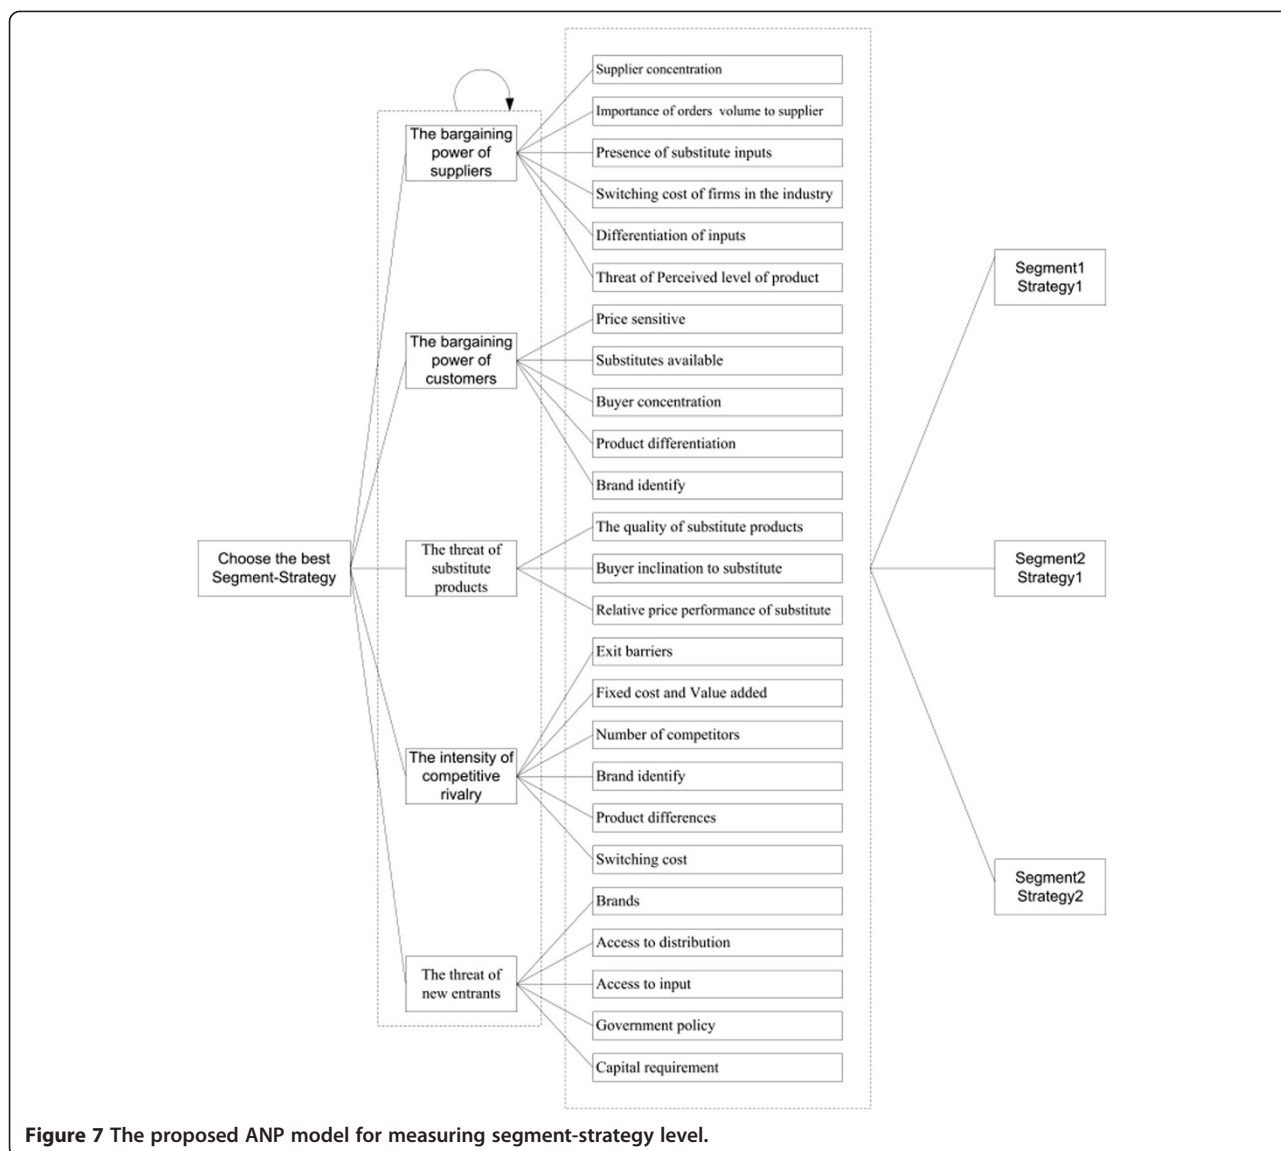 Choose the best
Segment-Strategy
The bargaining
power of
suppliers
The bargaining
power of
customers
The threat of
substitute
products
The intensity of
competitive
rivalry
The threat of
new entrants
Supplier concentration
Importance of orders volume to supplier
Presence of substitute inputs
Switching cost of firms in the industry
Differentiation of inputs
Threat of Perceived level of product
Price sensitive
Substitutes available
Buyer concentration
Product differentiation
Brand identify
The quality of substitute products
Buyer inclination to substitute
Relative price performance of substitute
Exit barriers
Fixed cost and Value added
Number of competitors
Brand identify
Product differences
Switching cost
Brands
Access to distribution
Access to input
Government policy
Capital requirement
Segment1
Strategy1
Segment2
Strategy1
Segment2
Strategy2
Figure 7 The proposed ANP model for measuring segment-strategy level.